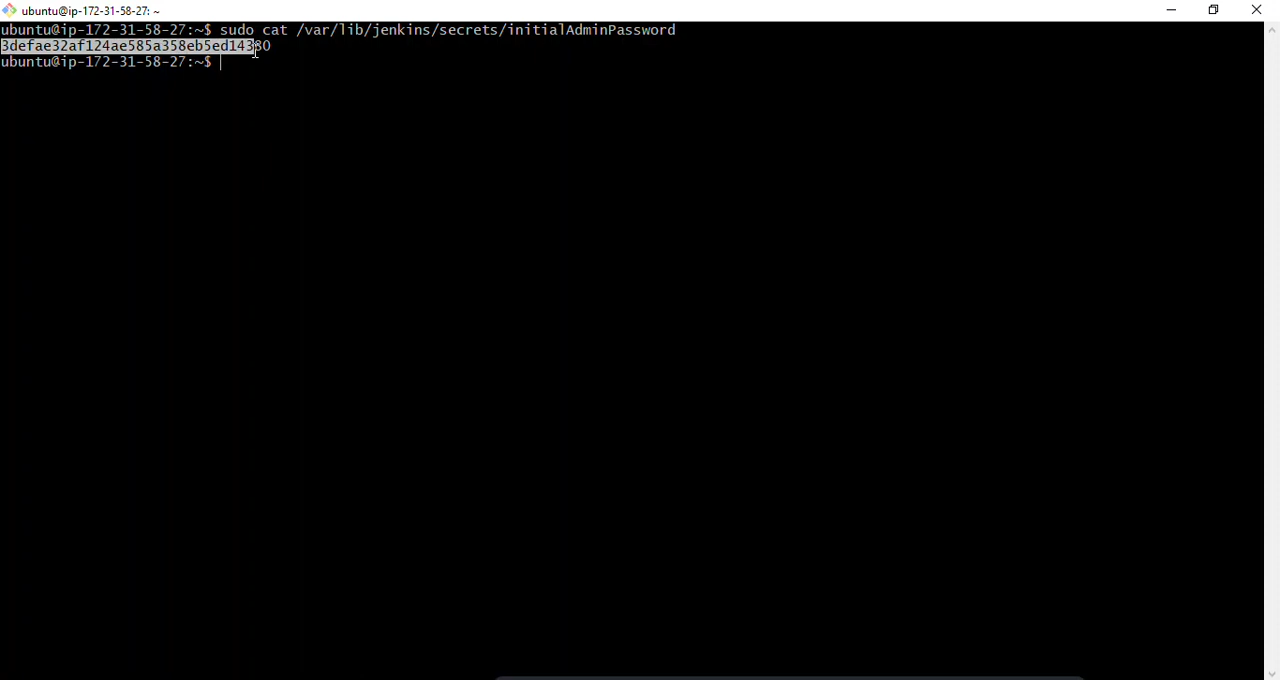 ubuntu@ip-172-31-58-27: ~
ubuntu@ip-172-31-58-27:~$ sudo cat /var/lib/jenkins/secrets/initialAdminPassword
3defae32af124ae585a358eb5ed14380
ubuntu@ip-172-31-58-27:~$